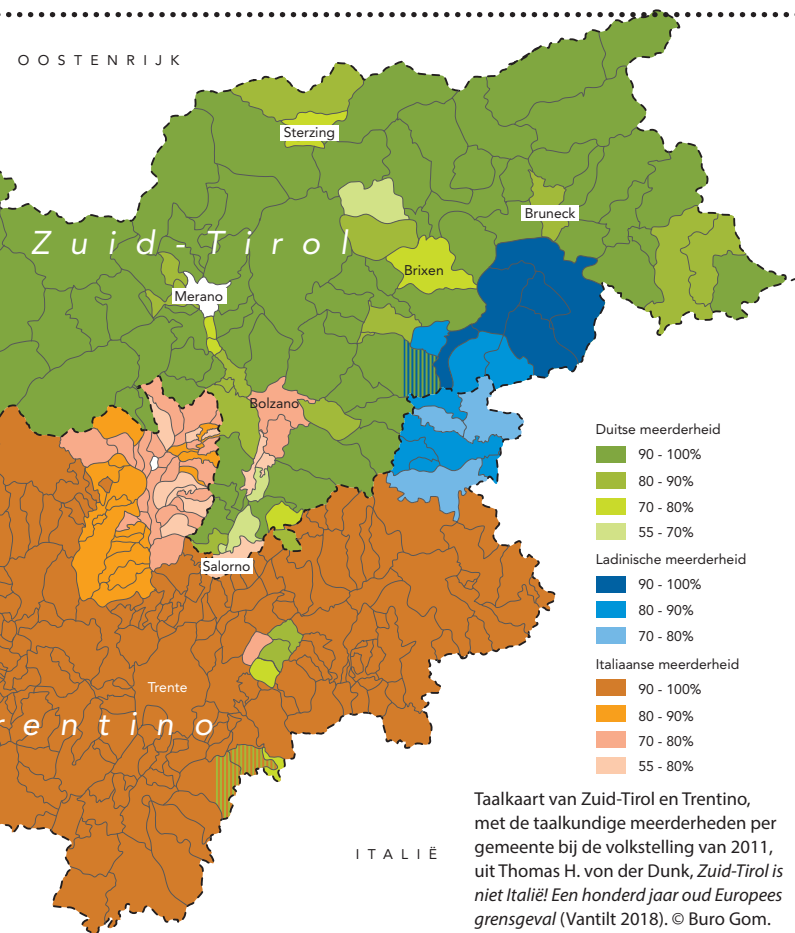 OOSTENRIJK
Sterzing
Bruneck
Zuid-Tirol
Brixen
Merano
Bolzano
Salorno
Trente
rentino
ITALIË
Duitse meerderheid
90 - 100%
80 - 90%
70 - 80%
55 - 70%
Ladinische meerderheid
90 - 100%
80 - 90%
70 - 80%
Italiaanse meerderheid
90 - 100%
80 - 90%
70 - 80%
55 - 80%
Taalkaart van Zuid-Tirol en Trentino,
met de taalkundige meerderheden per
gemeente bij de volkstelling van 2011,
uit Thomas H. von der Dunk, Zuid-Tirol is
niet Italië! Een honderd jaar oud Europees
grensgeval (Vantilt 2018). © Buro Gom.